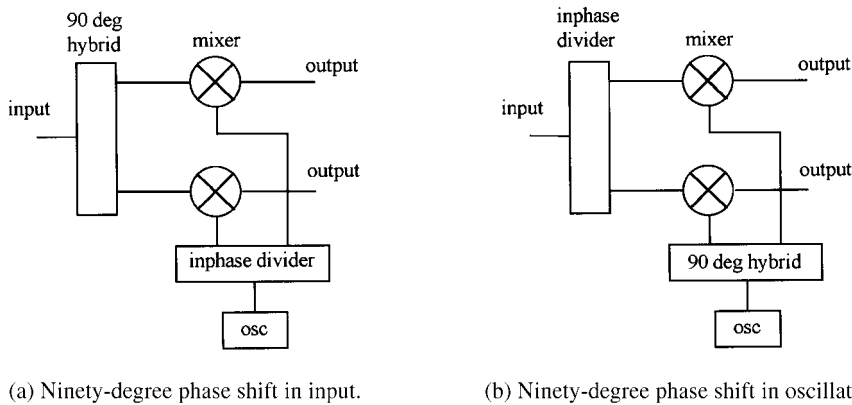 90 deg
hybrid
mixer
output
input
output
inphase divider
osc
(a) Ninety-degree phase shift in input.
inphase
divider
mixer
output
input
output
90 deg hybrid
osc
(b) Ninety-degree phase shift in oscillat